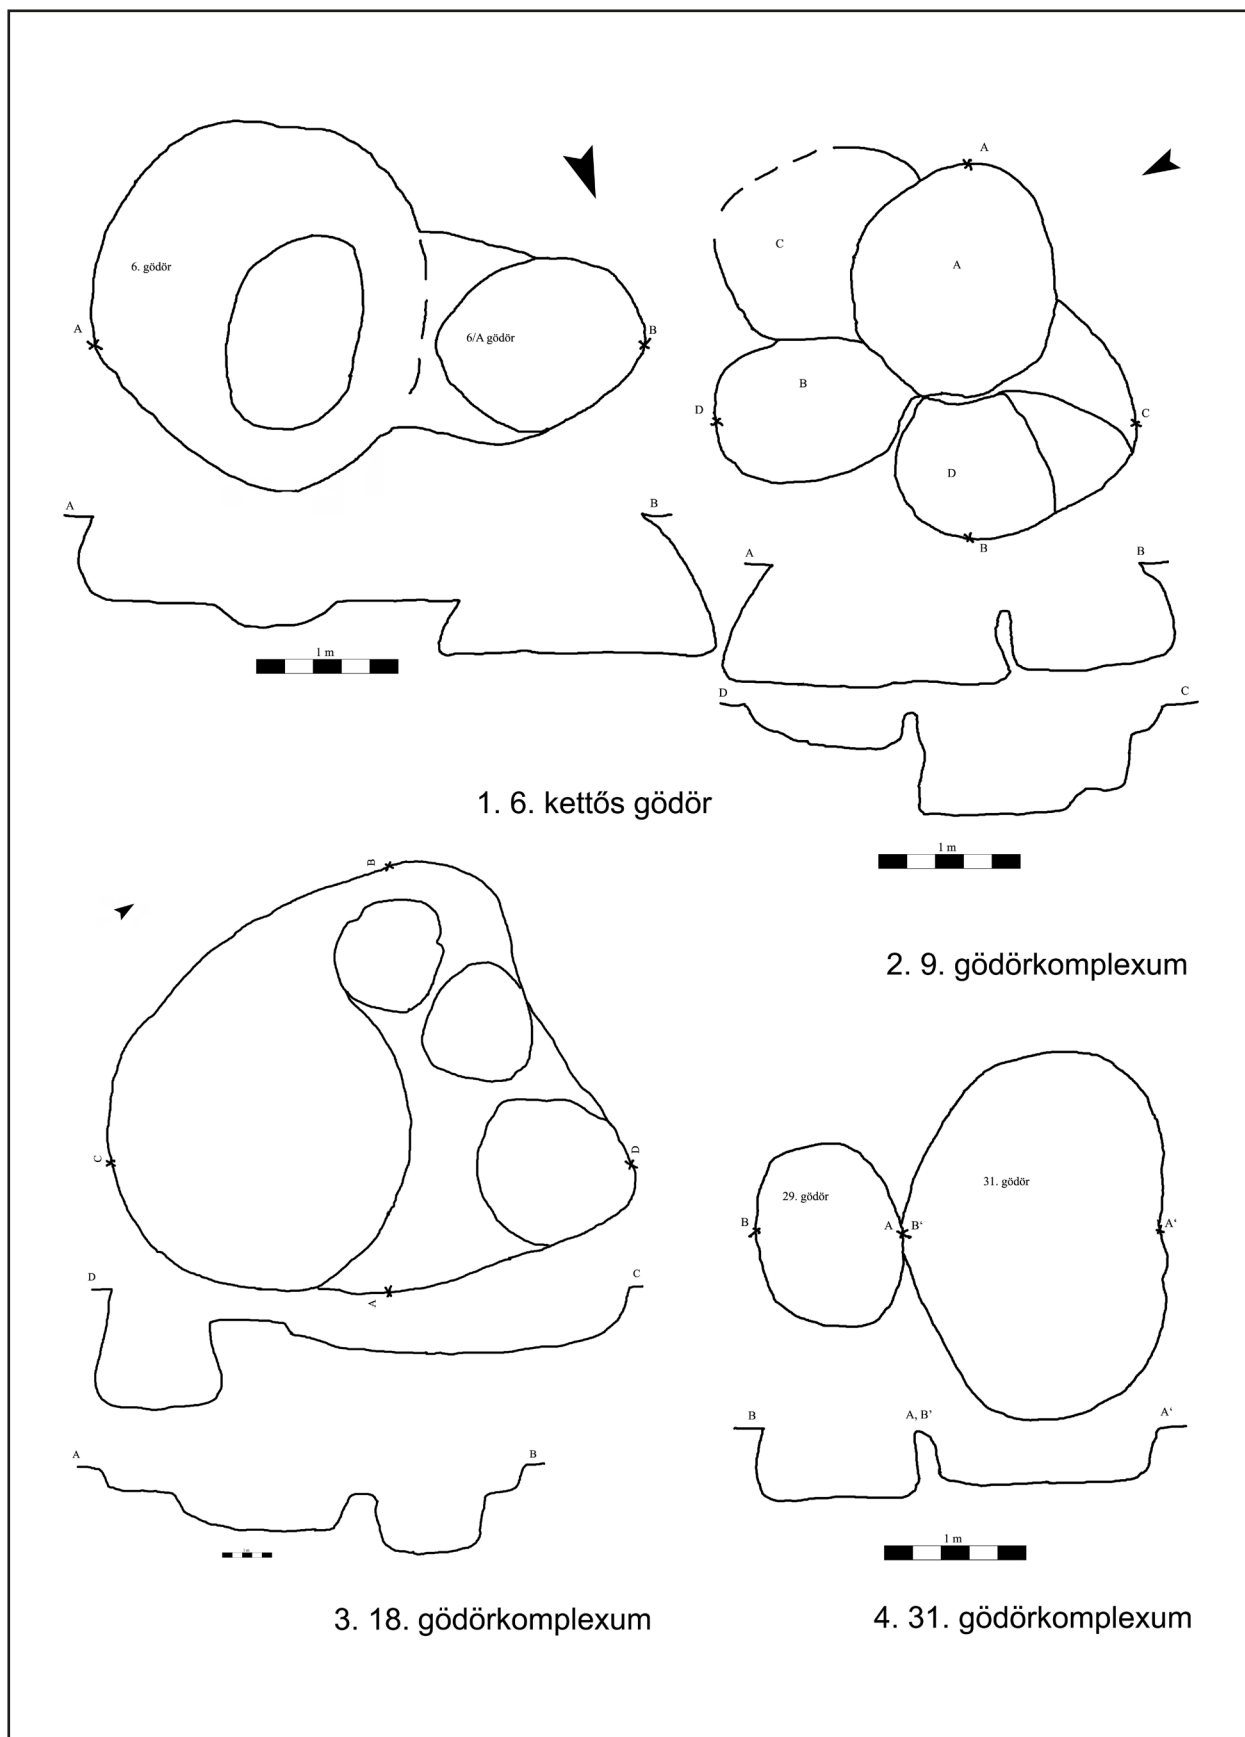 6. gödör
A
6/A gödör
B
A
B
1 m
1. 6. kettős gödör
A
C
A
B
D
C
D
B
A
B
D
C
1 m
2. 9. gödörkomplexum
B
C
D
A
D
C
A
B
3. 18. gödörkomplexum
29. gödör
31. gödör
B
A
B‘
A‘
B
A, B’
A‘
1 m
4. 31. gödörkomplexum